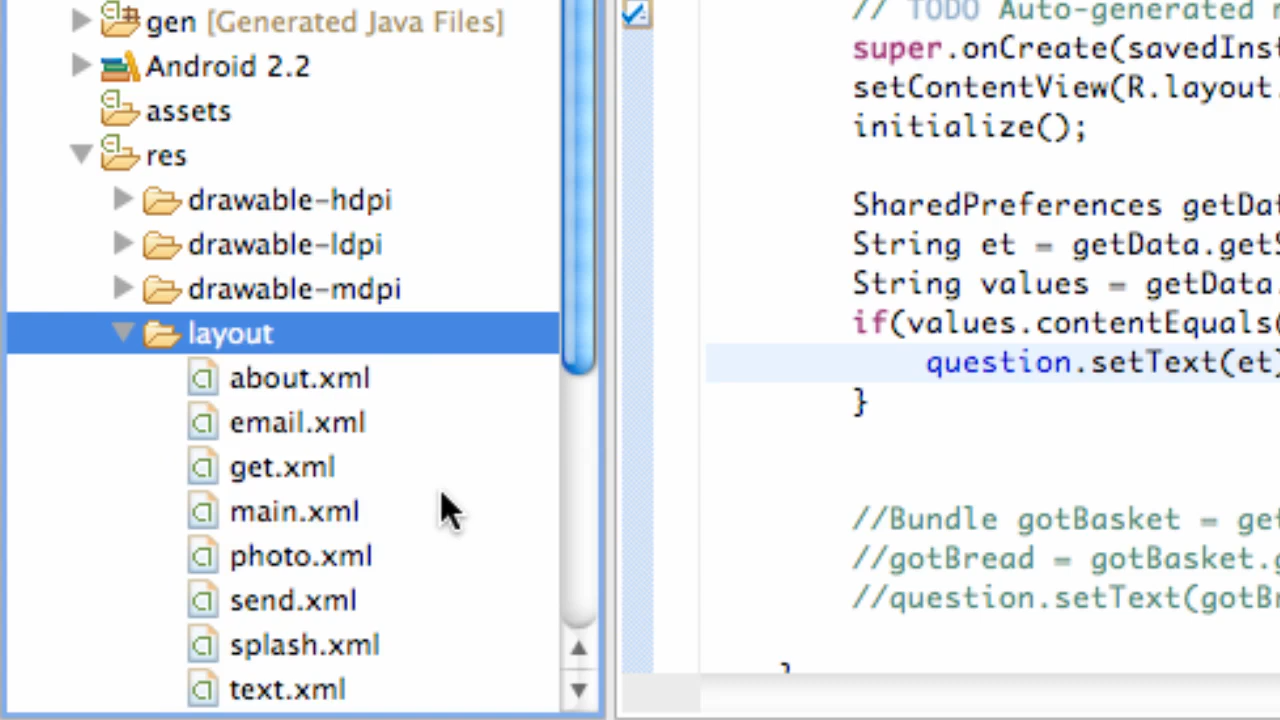 gen [Generated Java Files]
Android 2.2
assets
res
drawable-hdpi
drawable-ldpi
drawable-mdpi
layout
about.xml
email.xml
get.xml
main.xml
photo.xml
send.xml
splash.xml
text.xml
// TODO Auto-generated
super.onCreate(savedInst
setContentView(R.layout.
initialize();
SharedPreferences getDat
String et = getData.getS
String values = getData.
if(values.contentEquals(
question.setText(et)
}
//Bundle gotBasket = get
//gotBread = gotBasket.g
//question.setText(gotBr
}